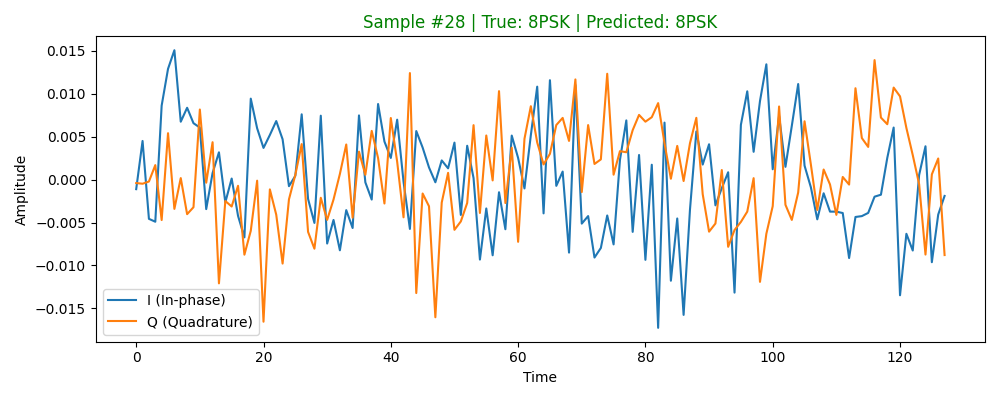 Sample #28 | True: 8PSK | Predicted: 8PSK
Amplitude
0.015
0.010
0.005
0.000
−0.005
−0.010
−0.015
I (In-phase)
Q (Quadrature)
0 20 40 60 80 100 120
Time